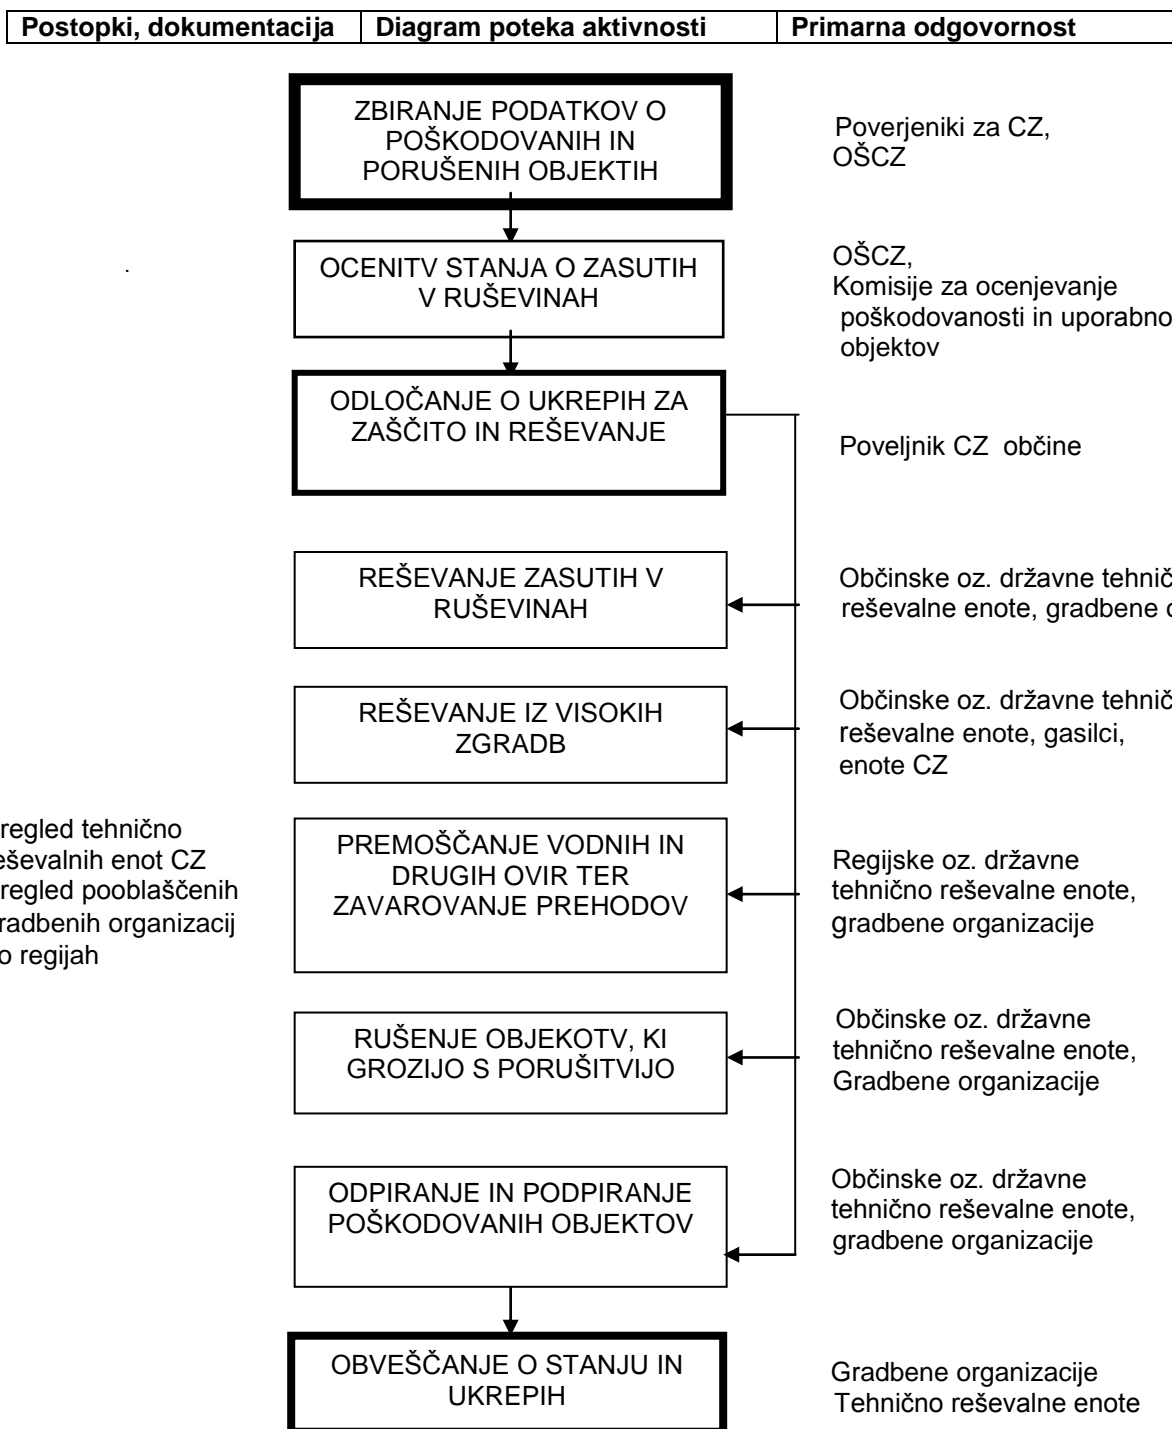 Postopki, dokumentacija Diagram poteka aktivnosti Primarna odgovornost
ZBIRANJE PODATKOV O
POŠKODOVANIH IN
PORUŠENIH OBJEKTIH
Poverjeniki za CZ,
OŠCZ
.
OCENITV STANJA O ZASUTIH
V RUŠEVINAH
OŠCZ,
Komisije za ocenjevanje
poškodovanosti in
objektov
ODLOČANJE O UKREPIH ZA
ZAŠČITO IN REŠEVANJE
Poveljnik CZ občine
REŠEVANJE ZASUTIH V
RUŠEVINAH
Občinske oz. državne
reševalne enote, gradbene
REŠEVANJE IZ VISOKIH
ZGRADB
Občinske oz. državne
reševalne enote, gasilci,
enote CZ
tehnično
enot CZ
pooblaščenih
organizacij
regijah
PREMOŠČANJE VODNIH IN
DRUGIH OVIR TER
ZAVAROVANJE PREHODOV
Regijske oz. državne
tehnično reševalne enote,
gradbene organizacije
RUŠENJE OBJEKOTV, KI
GROZIJO S PORUŠITVIJO
Občinske oz. državne
tehnično reševalne enote,
Gradbene organizacije
ODPIRANJE IN PODPIRANJE
POŠKODOVANIH OBJEKTOV
Občinske oz. državne
tehnično reševalne enote,
gradbene organizacije
OBVEŠČANJE O STANJU IN
UKREPIH
Gradbene organizacije
Tehnično reševalne enote